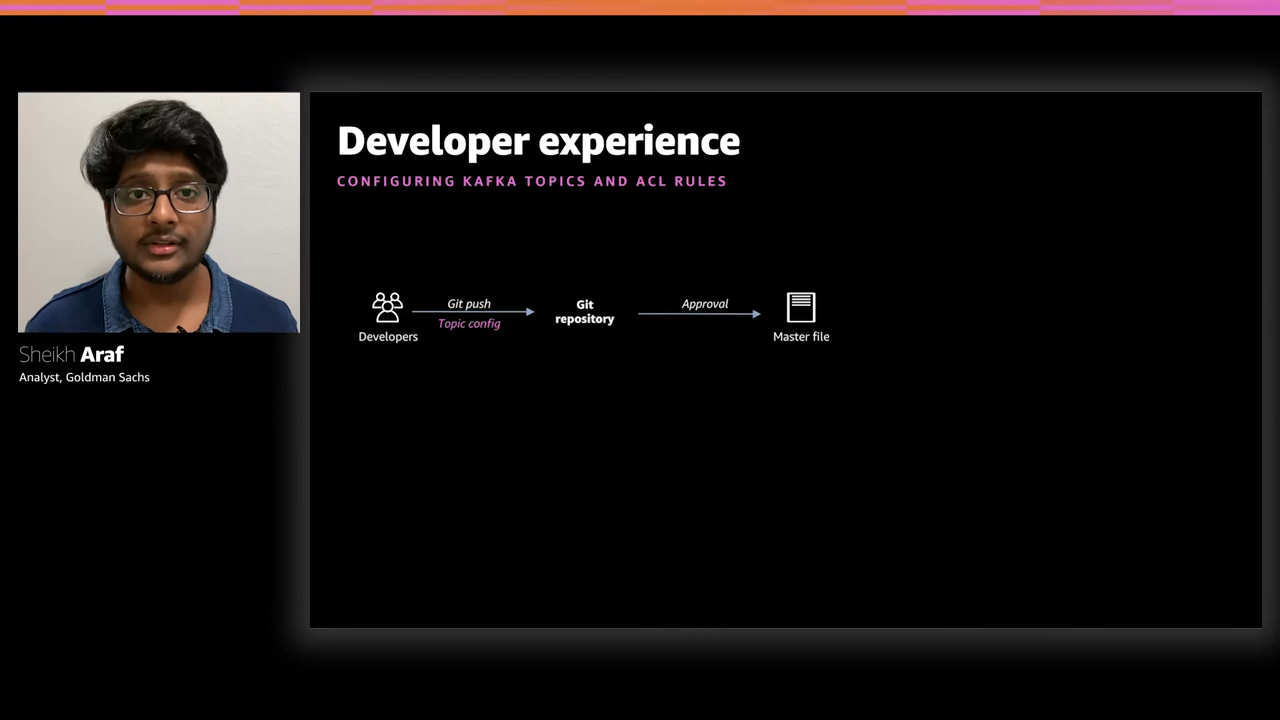 Developer experience
CONFIGURING KAFKA TOPICS AND ACL RULES
Git push
Topic config
Developers
Git
repository
Approval
Master file
Sheikh Araf
Analyst, Goldman Sachs